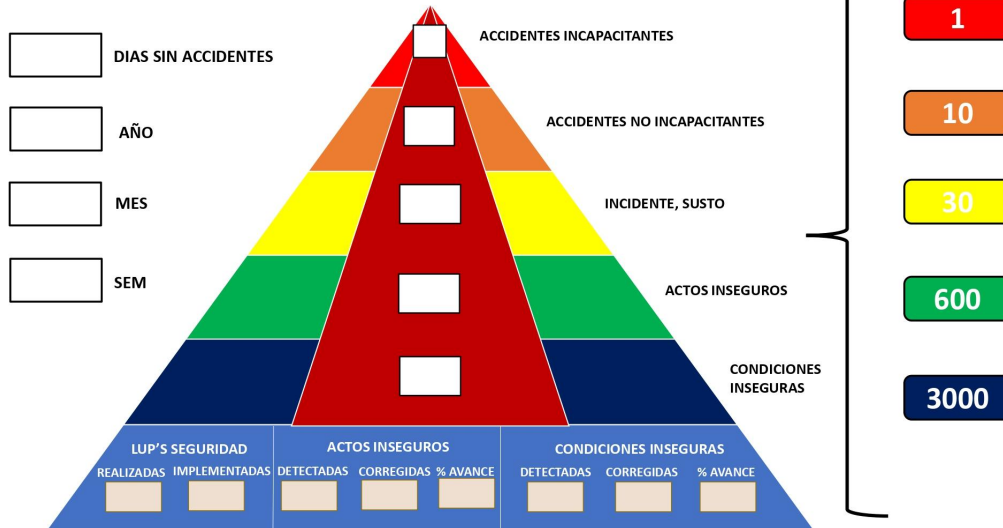 DIAS SIN ACCIDENTES
AÑO
MES
SEM
ACCIDENTES INCAPACITANTES
ACCIDENTES NO INCAPACITANTES
INCIDENTE, SUSTO
ACTOS INSEGUROS
CONDICIONES
INSEGURAS
1
10
30
600
3000
LUP'S SEGURIDAD
REALIZADAS IMPLEMENTADAS
ACTOS INSEGUROS
DETECTADAS CORREGIDAS % AVANCE
CONDICIONES INSEGURAS
DETECTADAS CORREGIDAS % AVANCE